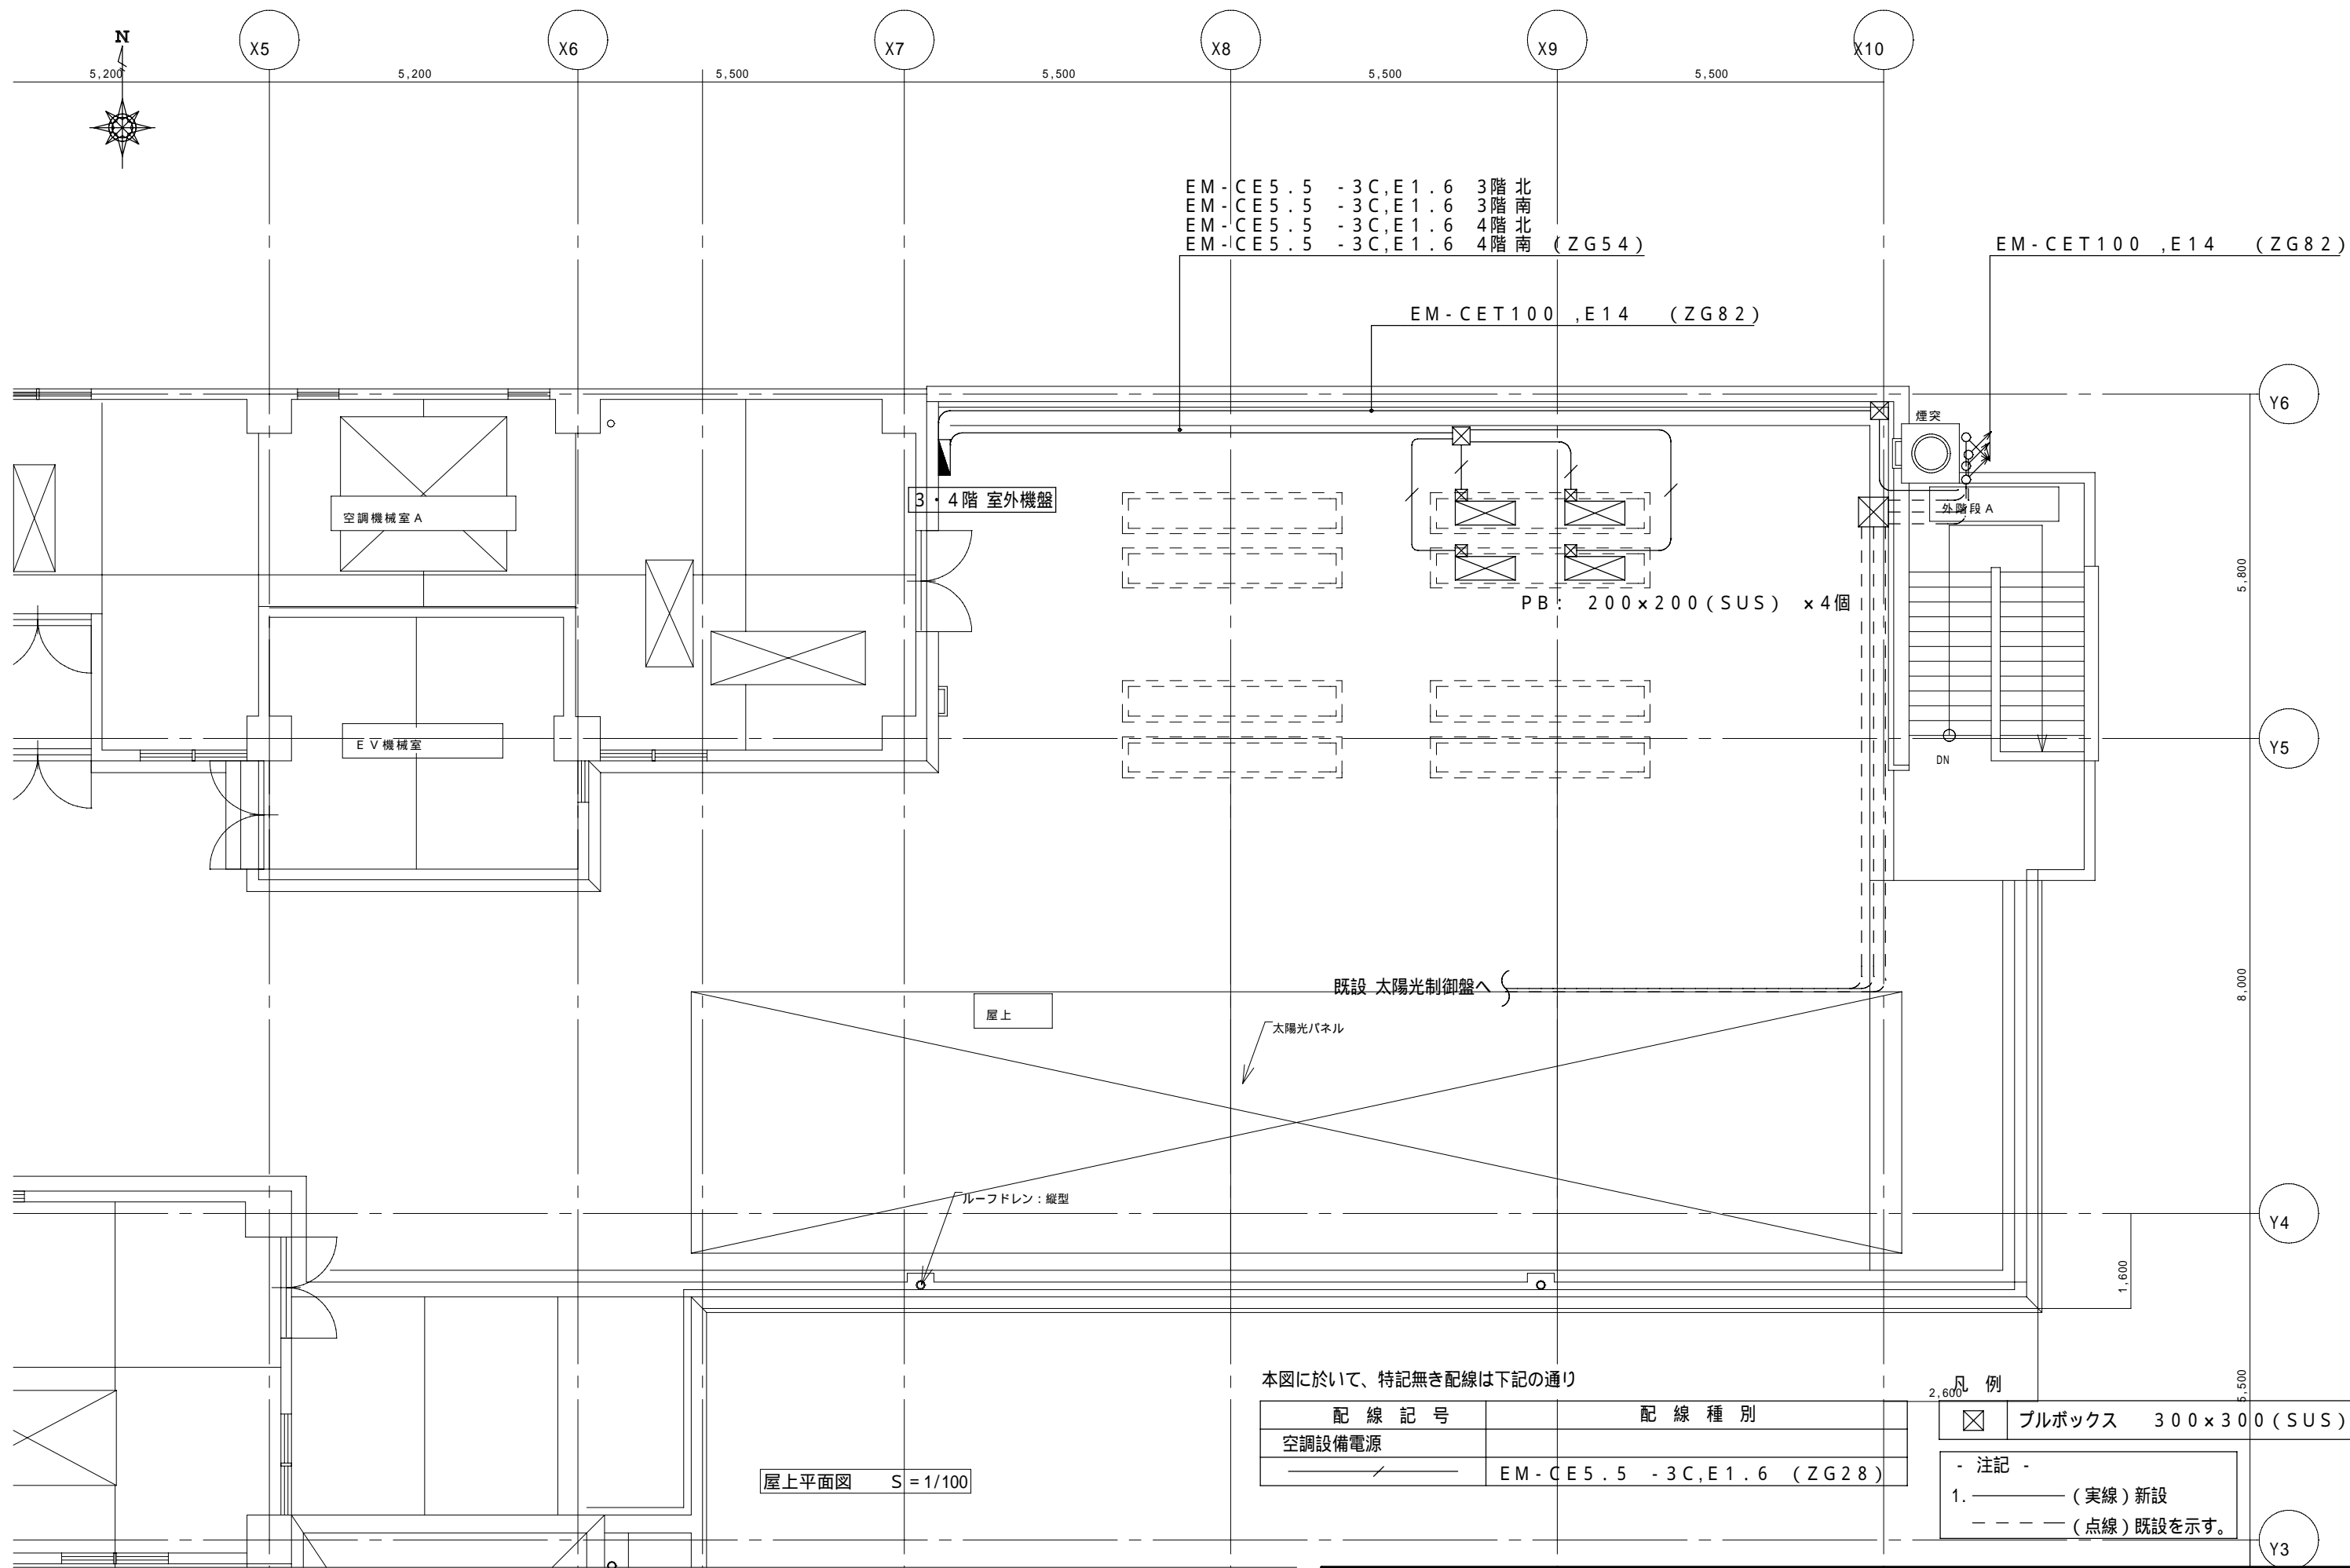 N
X5
X6
X7
X8
X9
X10
5,200
5,200
5,500
5,500
5,500
5,500
EM-CE5.5 -3C,E1.6 3階北
EM-CE5.5 -3C,E1.6 3階南
EM-CE5.5 -3C,E1.6 4階北
EM-CE5.5 -3C,E1.6 4階南 (ZG54)
EM-CET100 ,E14 (ZG82)
EM-CET100 ,E14 (ZG82)
Y6
煙突
3・4階 室外機盤
空調機械室A
外階段A
5,800
PB: 200×200(SUS) ×4個
EV機械室
Y5
DN
既設 太陽光制御盤へ
8,000
屋上
太陽光パネル
ルーフドレン:縦型
Y4
1,600
本図に於いて、特記無き配線は下記の通り
配線記号 配線種別
空調設備電源
EM-CE5.5 -3C,E1.6 (ZG28)
2,600
凡 例
5,500
プルボックス 300×300(SUS)
屋上平面図 S=1/100
- 注記 -
1. (実線)新設
(点線)既設を示す。
Y3